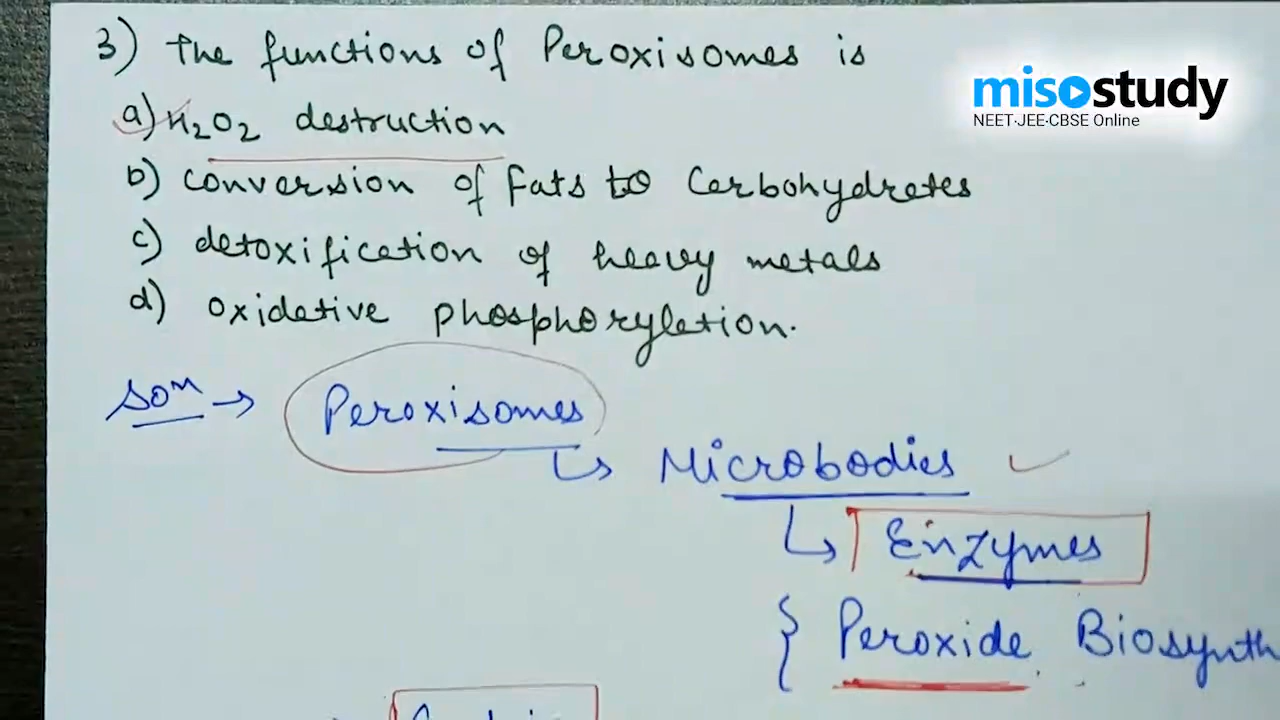 3) The functions of Peroxisomes is
a) H₂O₂ destruction
b) conversion of Fats to Carbohydrates
c) detoxification of heavy metals
d) oxidative phosphorylation.
misostudy
NEET·JEE·CBSE Online
Solⁿ → Peroxisomes
↳ Microbodies
↳ Enzymes
{ Peroxide Biosynth